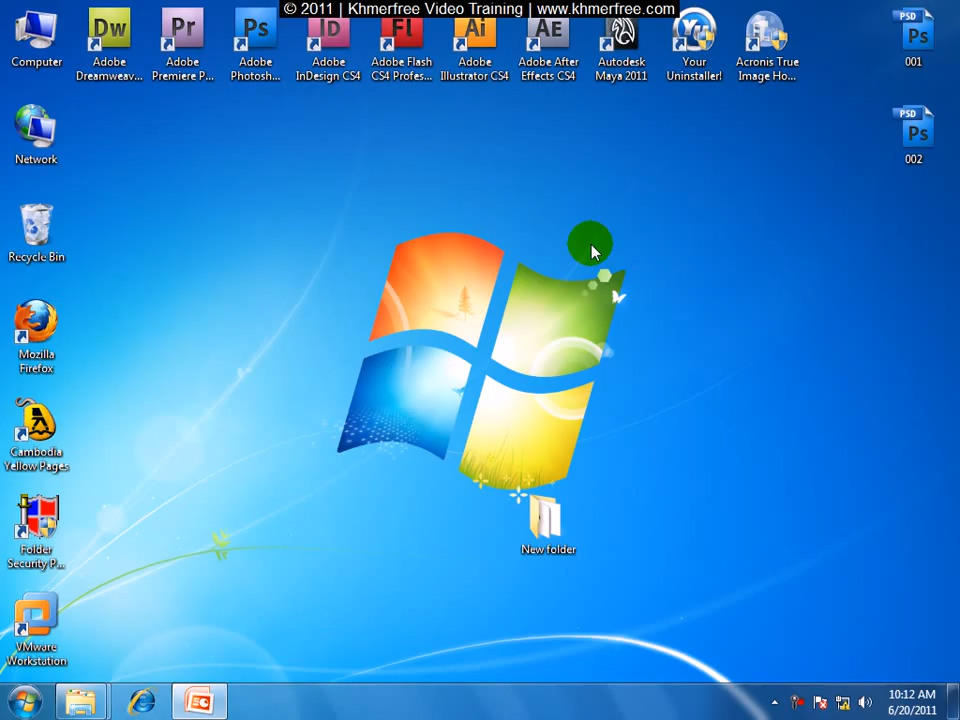 © 2011 | Khmerfree Video Training | www.khmerfree.com
Computer
Adobe
Dreamweav...
Adobe
Premiere P...
Adobe
Photosh...
Adobe
InDesign CS4
Adobe Flash
CS4 Profes...
Adobe
Illustrator CS4
Adobe After
Effects CS4
Autodesk
Maya 2011
Your
Uninstaller!
Acronis True
Image Ho...
001
Network
002
Recycle Bin
Mozilla
Firefox
Cambodia
Yellow Pages
Folder
Security P...
New folder
VMware
Workstation
10:12 AM
6/20/2011
Dw
Pr
Ps
ID
Fl
Ai
AE
YU
PSD
Ps
PSD
Ps